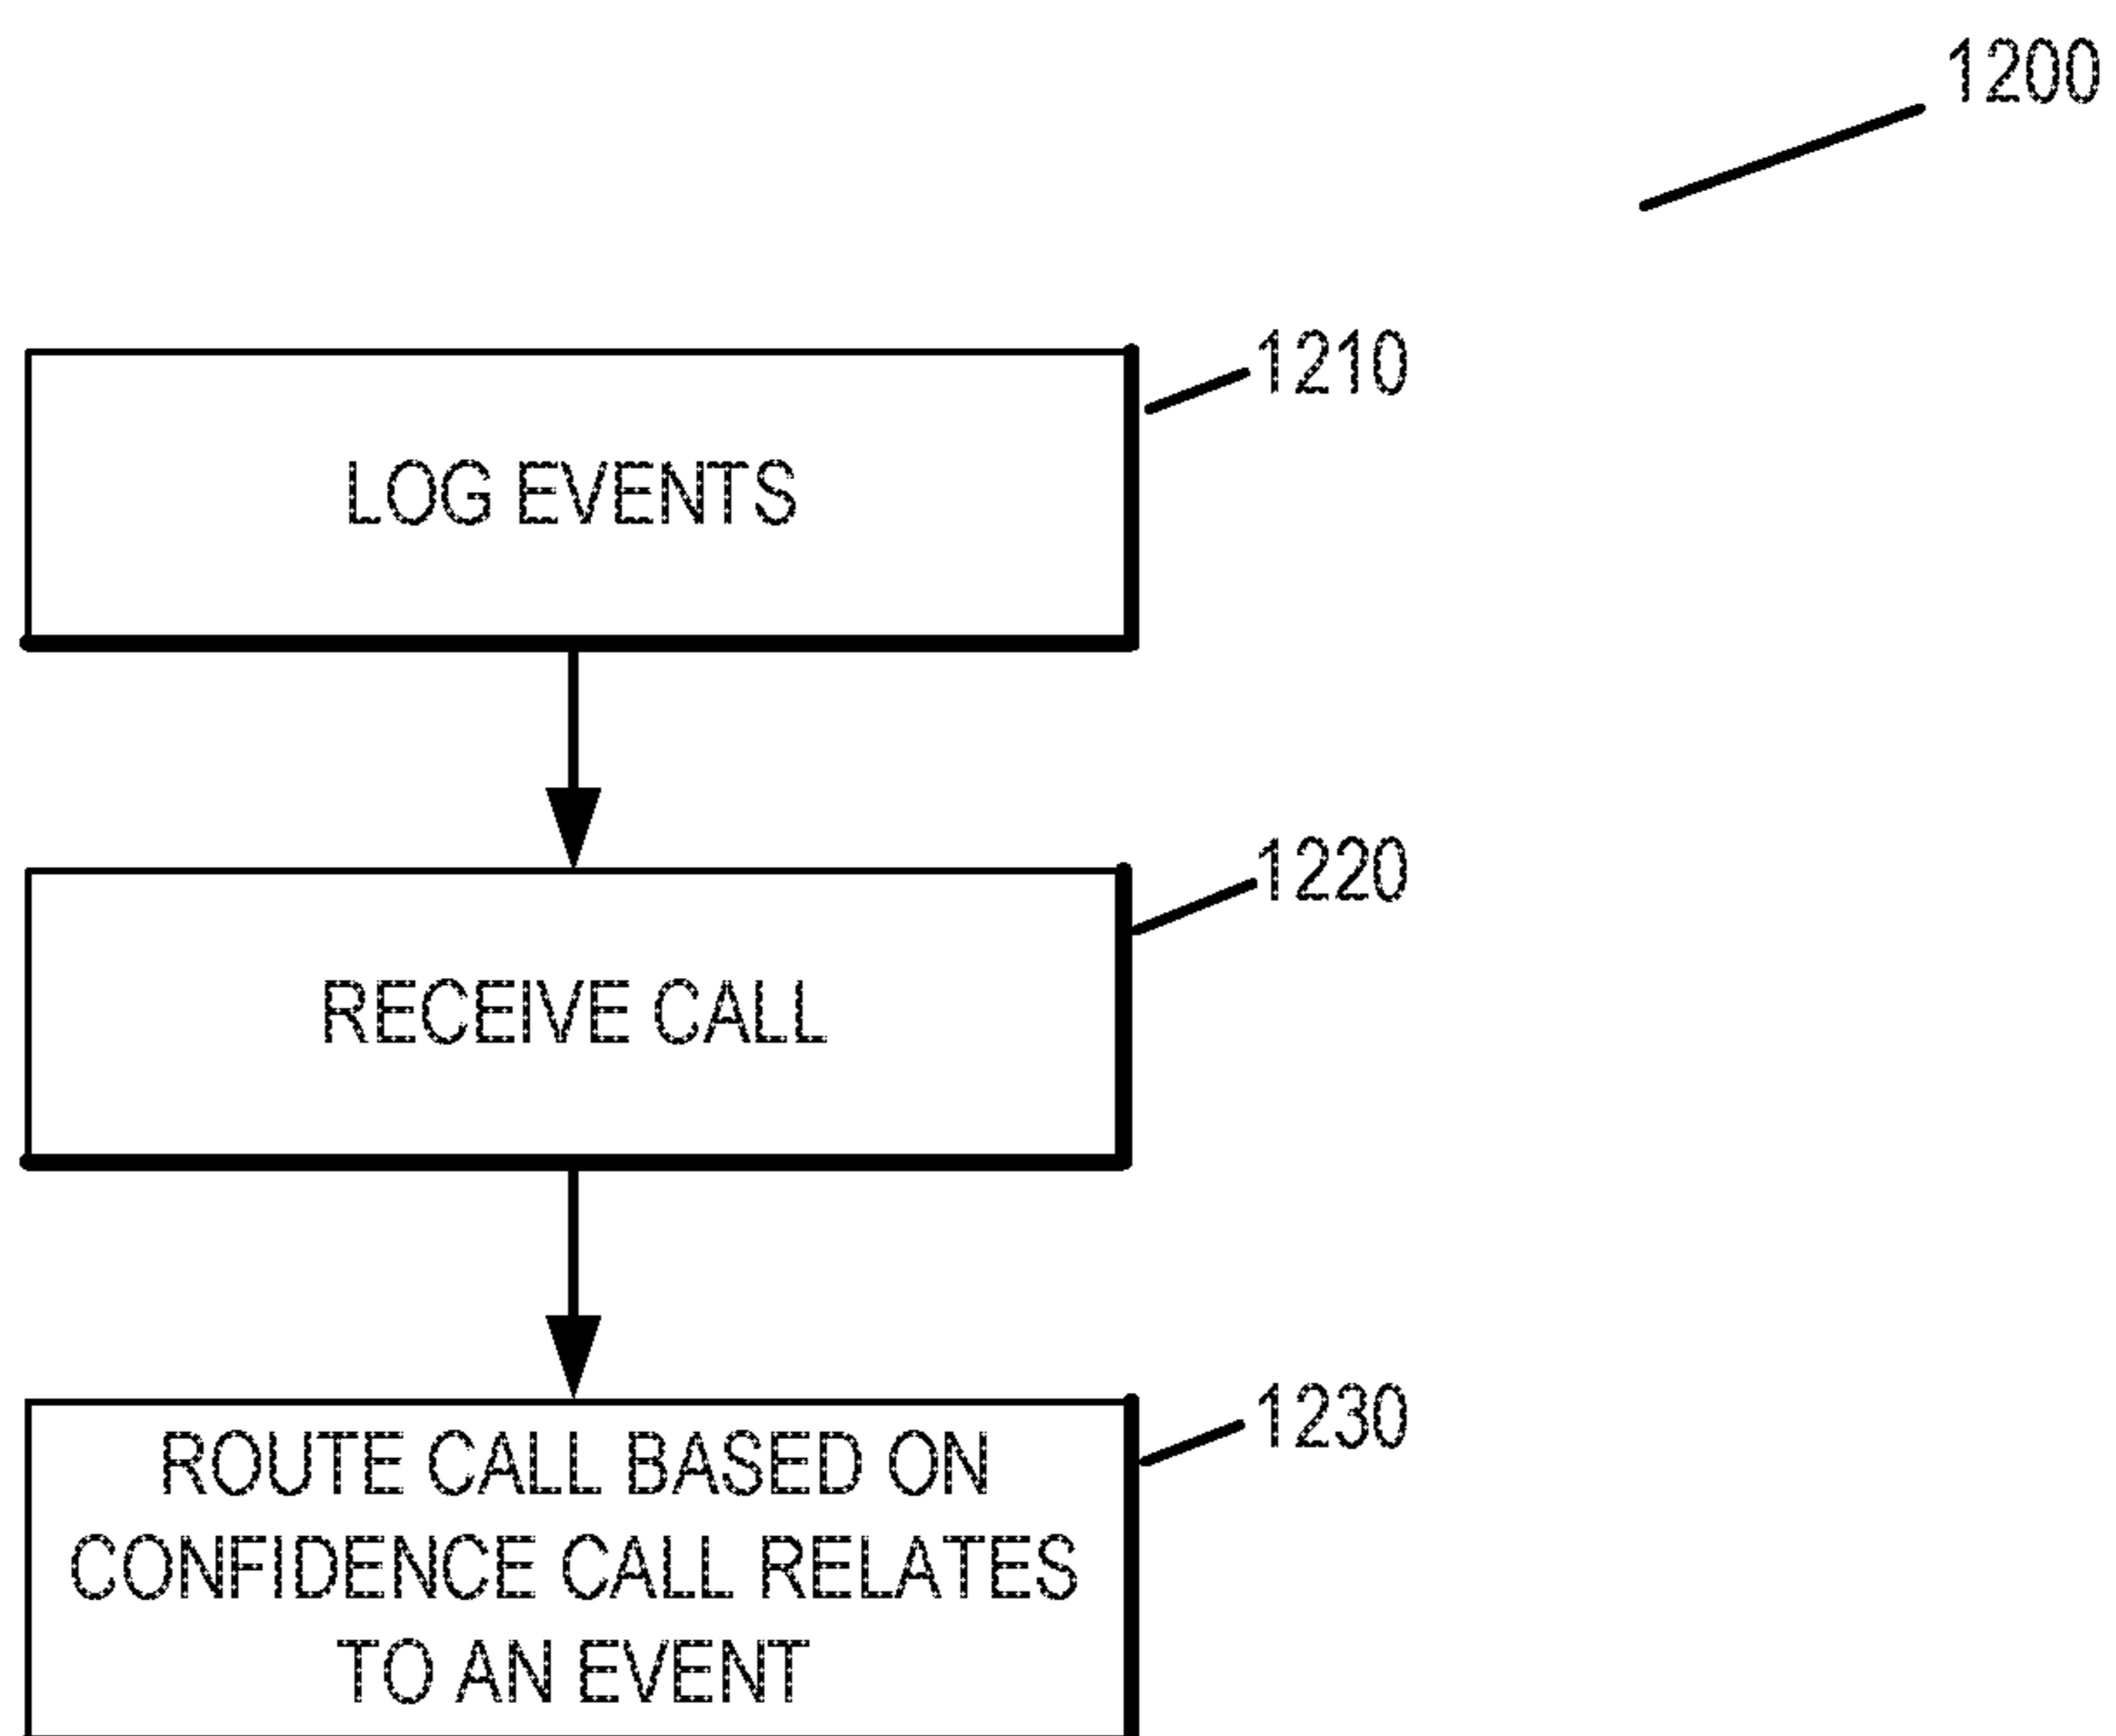 1200
1210
LOG EVENTS
1220
RECEIVE CALL
1230
ROUTE CALL BASED ON
CONFIDENCE CALL RELATES
TO AN EVENT